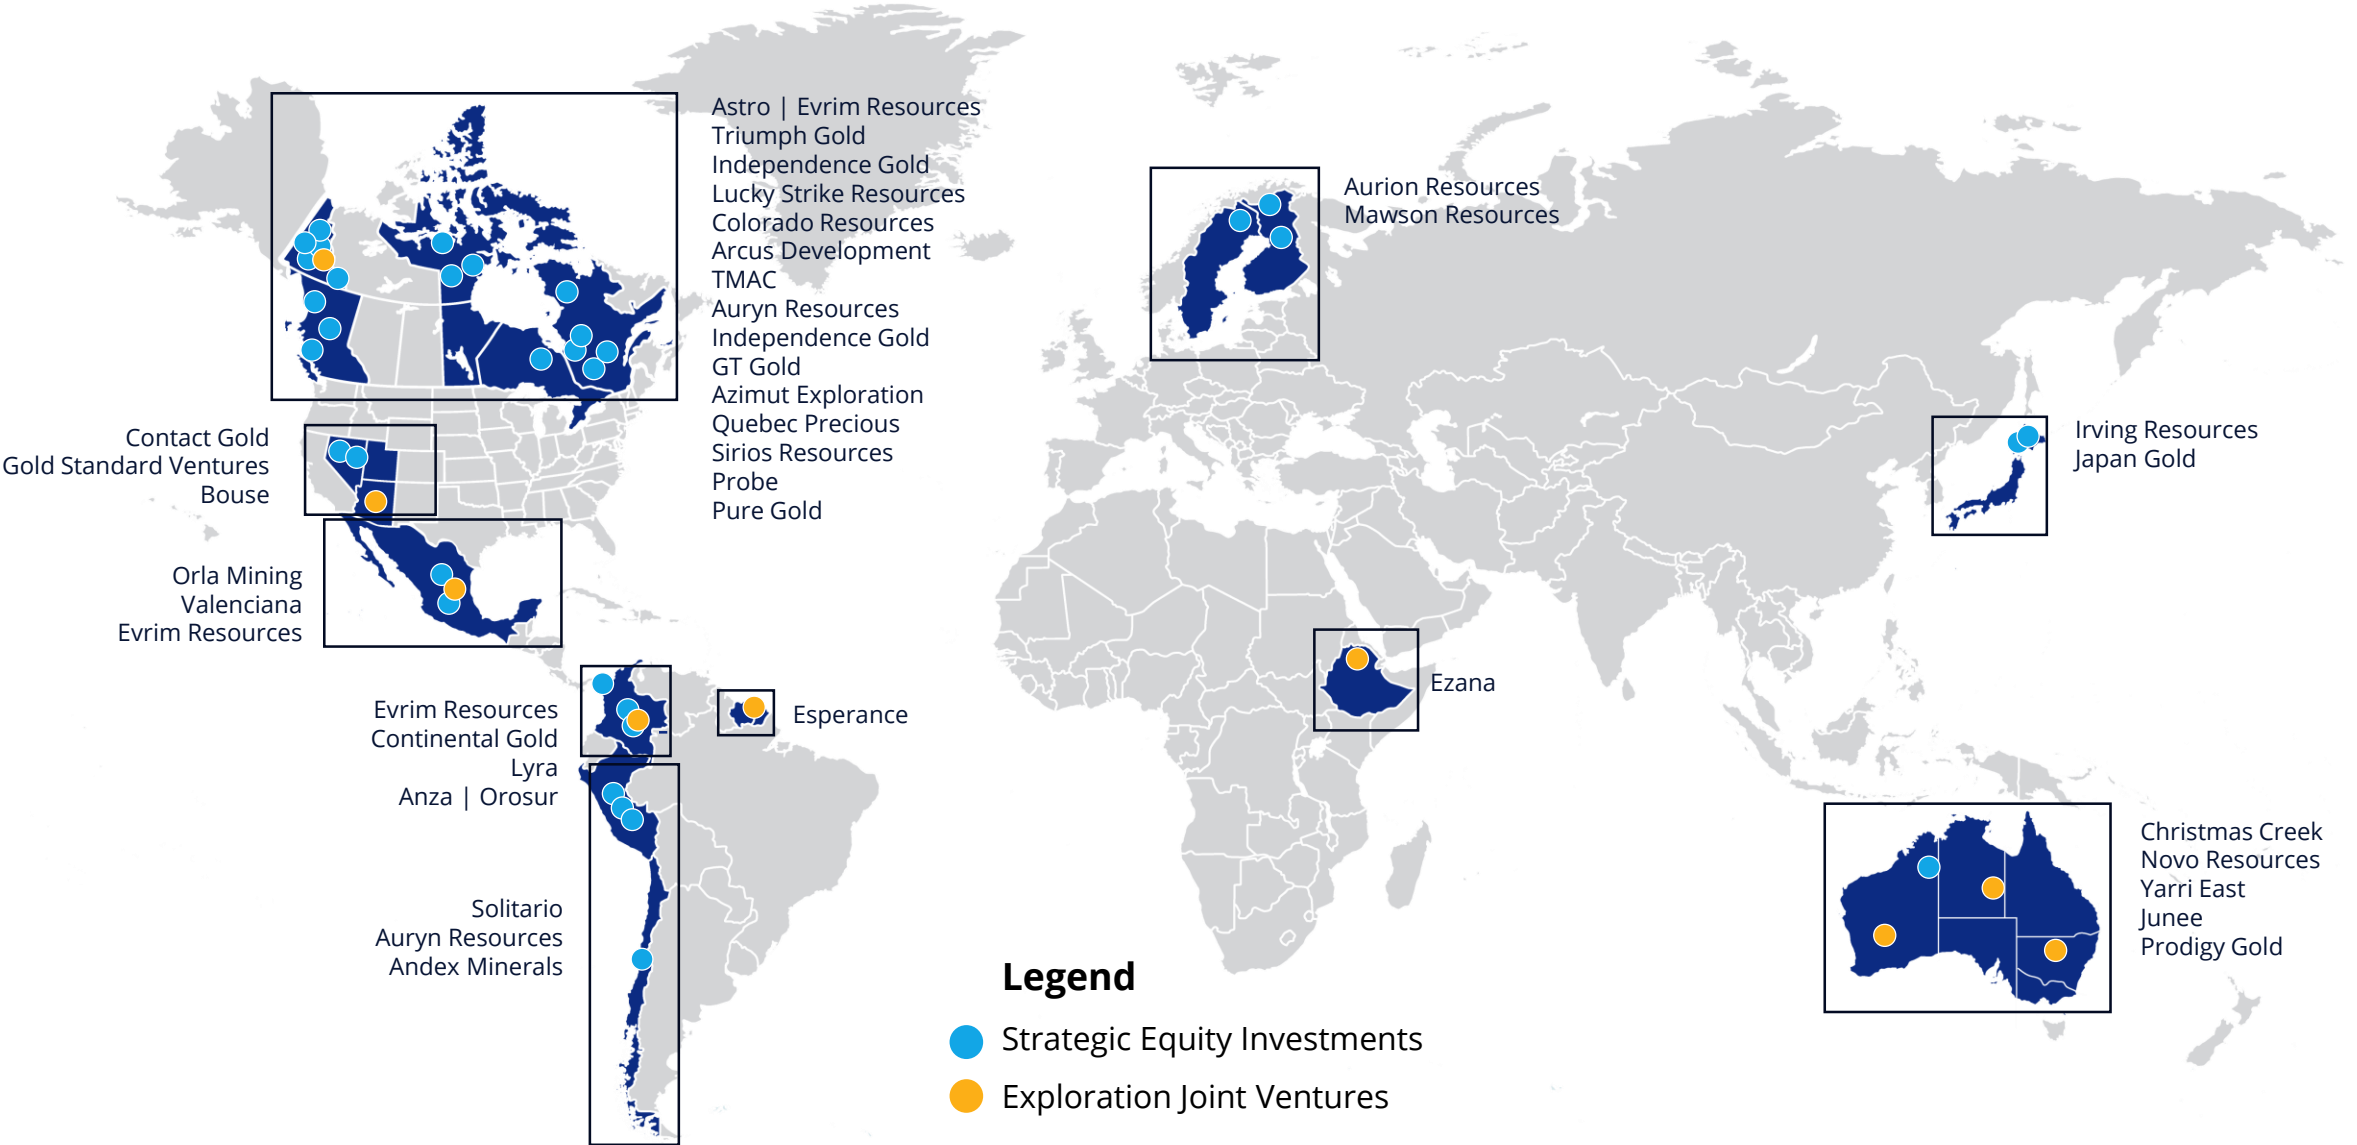 Astro | Evrim Resources
Triumph Gold
Independence Gold
Lucky Strike Resources
Colorado Resources
Arcus Development
TMAC
Auryn Resources
Independence Gold
GT Gold
Azimut Exploration
Quebec Precious
Sirios Resources
Probe
Pure Gold
Aurion Resources
Mawson Resources
Contact Gold
Gold Standard Ventures
Bouse
Irving Resources
Japan Gold
Orla Mining
Valenciana
Evrim Resources
Evrim Resources
Continental Gold
Lyra
Anza | Orosur
Esperance
Ezana
Solitario
Auryn Resources
Andex Minerals
Christmas Creek
Novo Resources
Yarri East
Junee
Prodigy Gold
Legend
Strategic Equity Investments
Exploration Joint Ventures